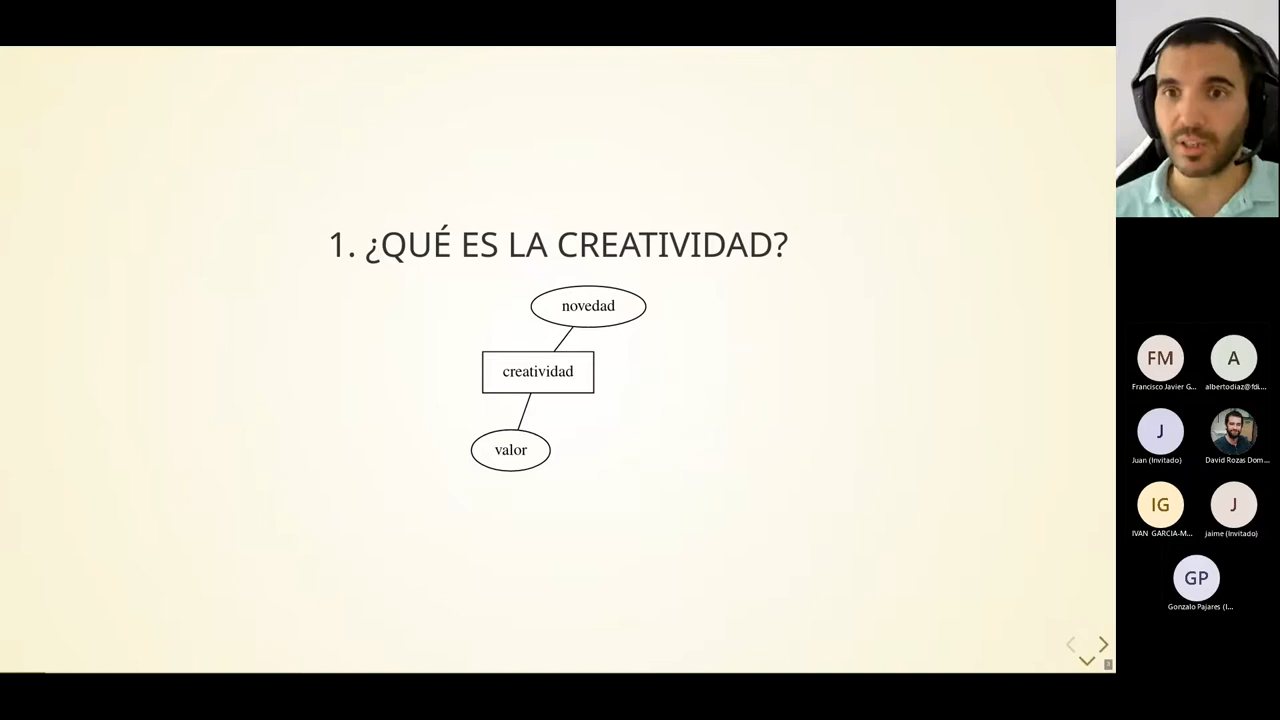 1. ¿QUÉ ES LA CREATIVIDAD?
novedad
creatividad
valor
FM
A
Francisco Javier G...
albertodiaz@fdi....
J
Juan (Invitado)
David Rozas Dom...
IG
J
IVAN GARCIA-M...
jaime (Invitado)
GP
Gonzalo Pajares (I...